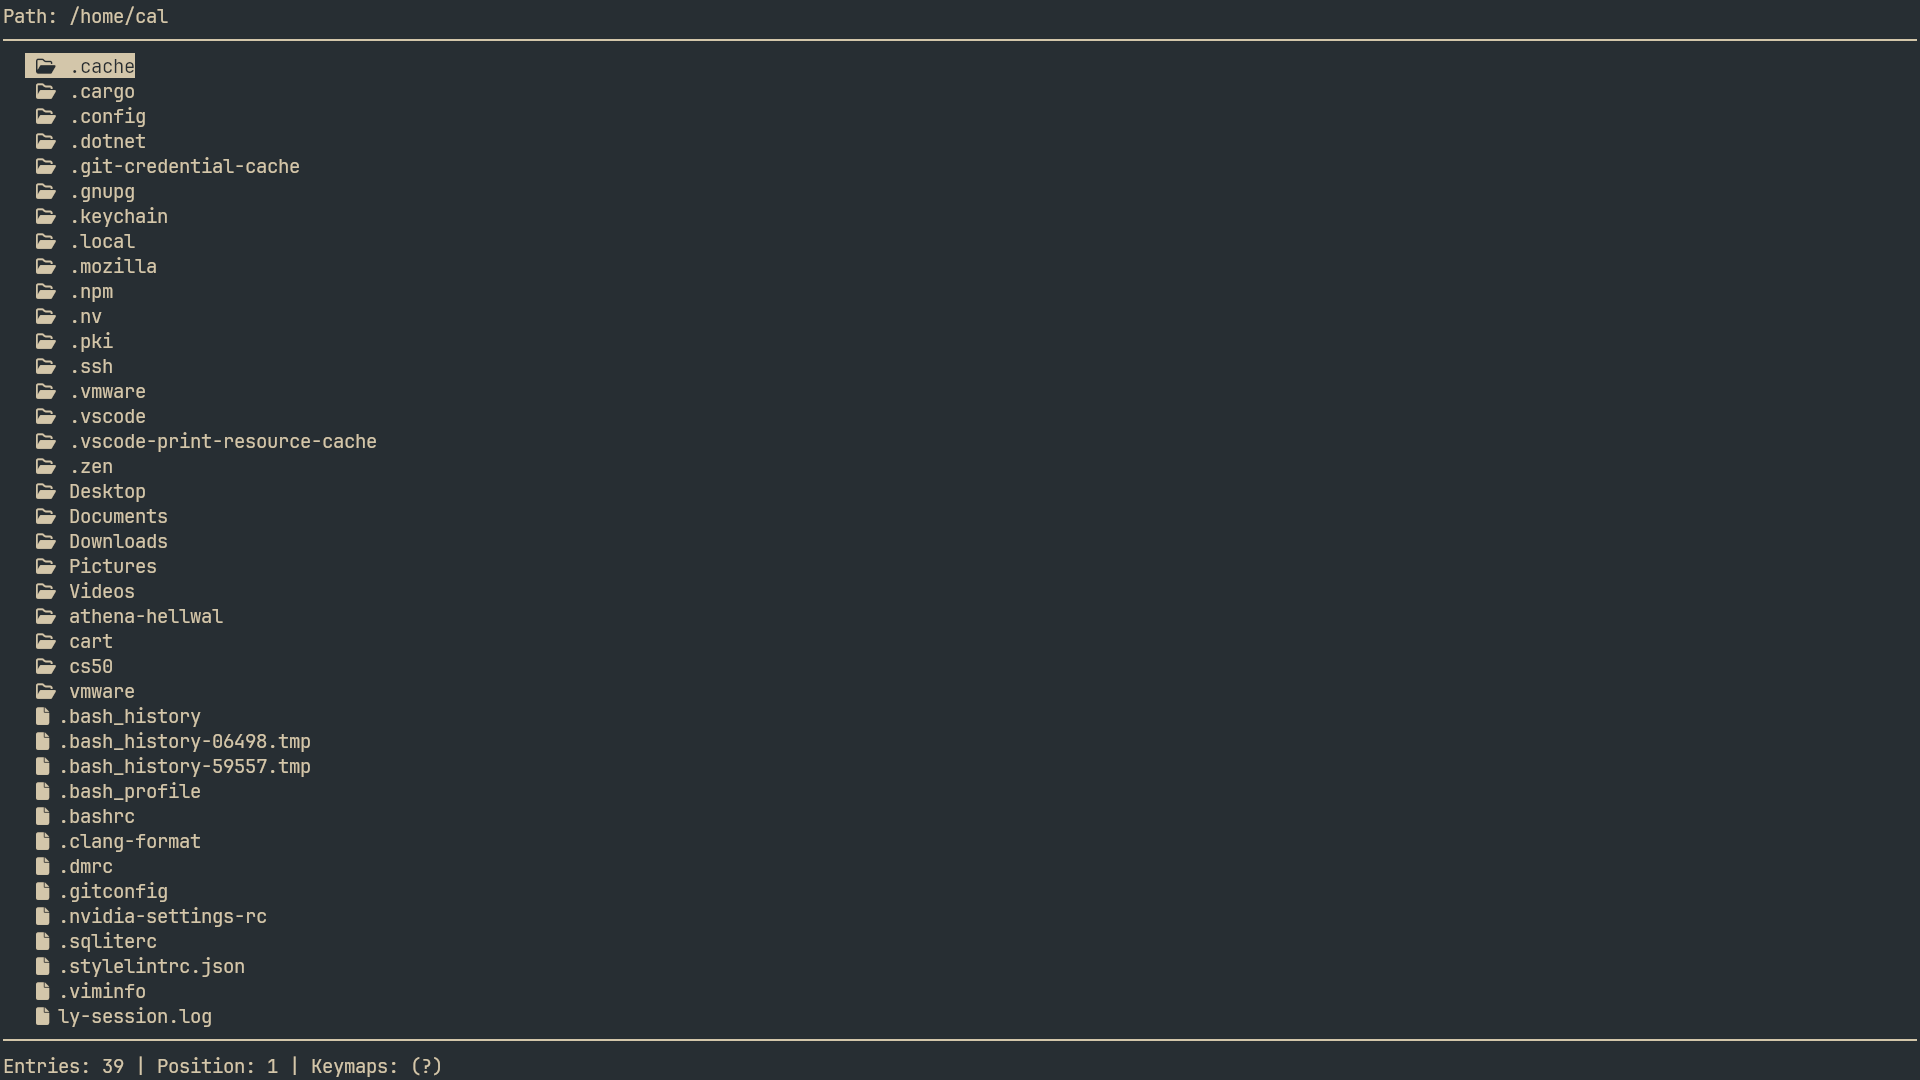 Path: /home/cal
.cache
.cargo
.config
.dotnet
.git-credential-cache
.gnupg
.keychain
.local
.mozilla
.npm
.nv
.pki
.ssh
.vmware
.vscode
.vscode-print-resource-cache
.zen
Desktop
Documents
Downloads
Pictures
Videos
athena-hellwal
cart
cs50
vmware
.bash_history
.bash_history-06498.tmp
.bash_history-59557.tmp
.bash_profile
.bashrc
.clang-format
.dmrc
.gitconfig
.nvidia-settings-rc
.sqliterc
.stylelintrc.json
.viminfo
ly-session.log
Entries: 39 | Position: 1 | Keymaps: (?)